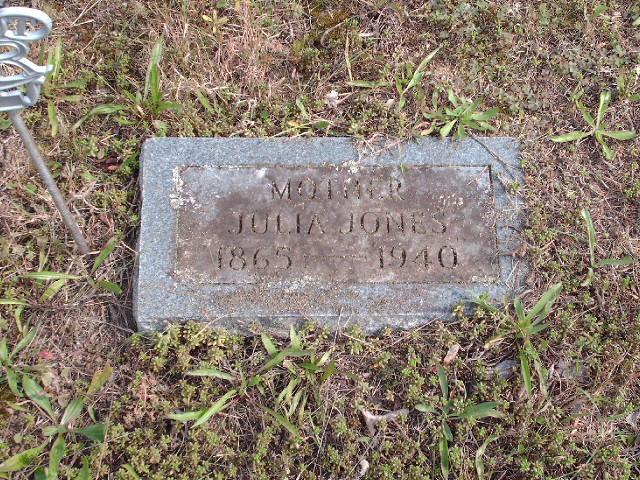 MOTHER
JULIA JONES
1865 — 1940